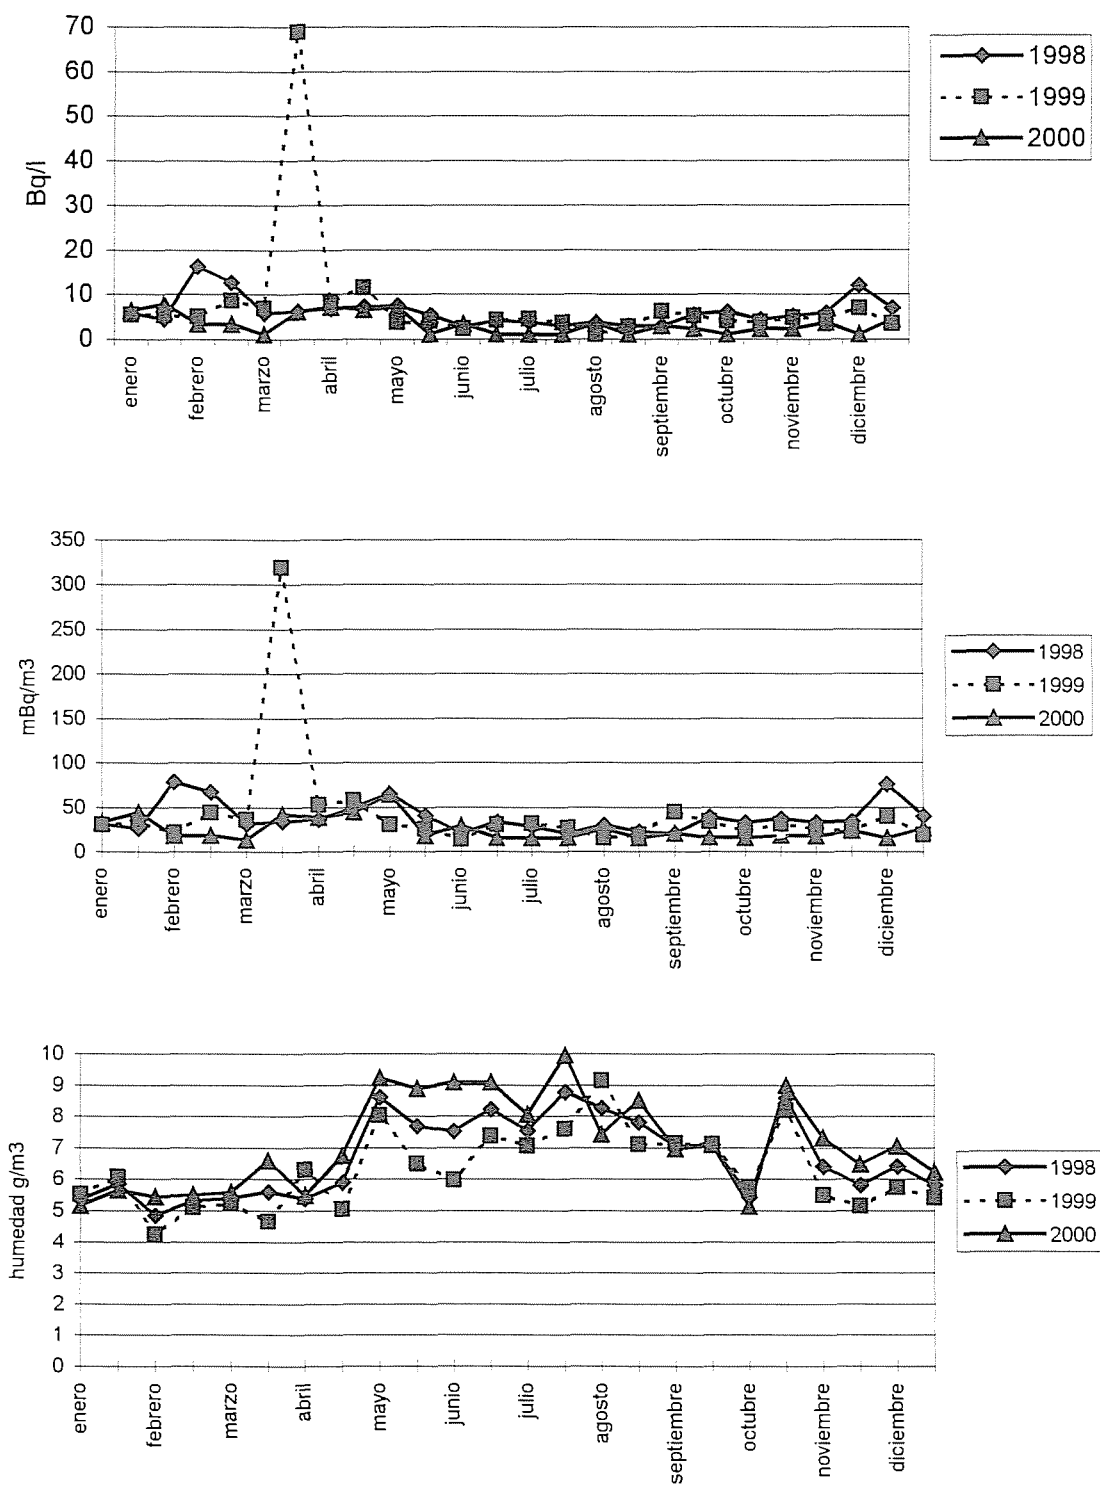 70
60
50
40
30
20
10
0
Bq/l
enero
febrero
marzo
abril
mayo
junio
julio
agosto
septiembre
octubre
noviembre
diciembre
1998
1999
2000
350
300
250
200
150
100
50
0
mBq/m3
enero
febrero
marzo
abril
mayo
junio
julio
agosto
septiembre
octubre
noviembre
diciembre
1998
1999
2000
10
9
8
7
6
5
4
3
2
1
0
humedad g/m3
enero
febrero
marzo
abril
mayo
junio
julio
agosto
septiembre
octubre
noviembre
diciembre
1998
1999
2000